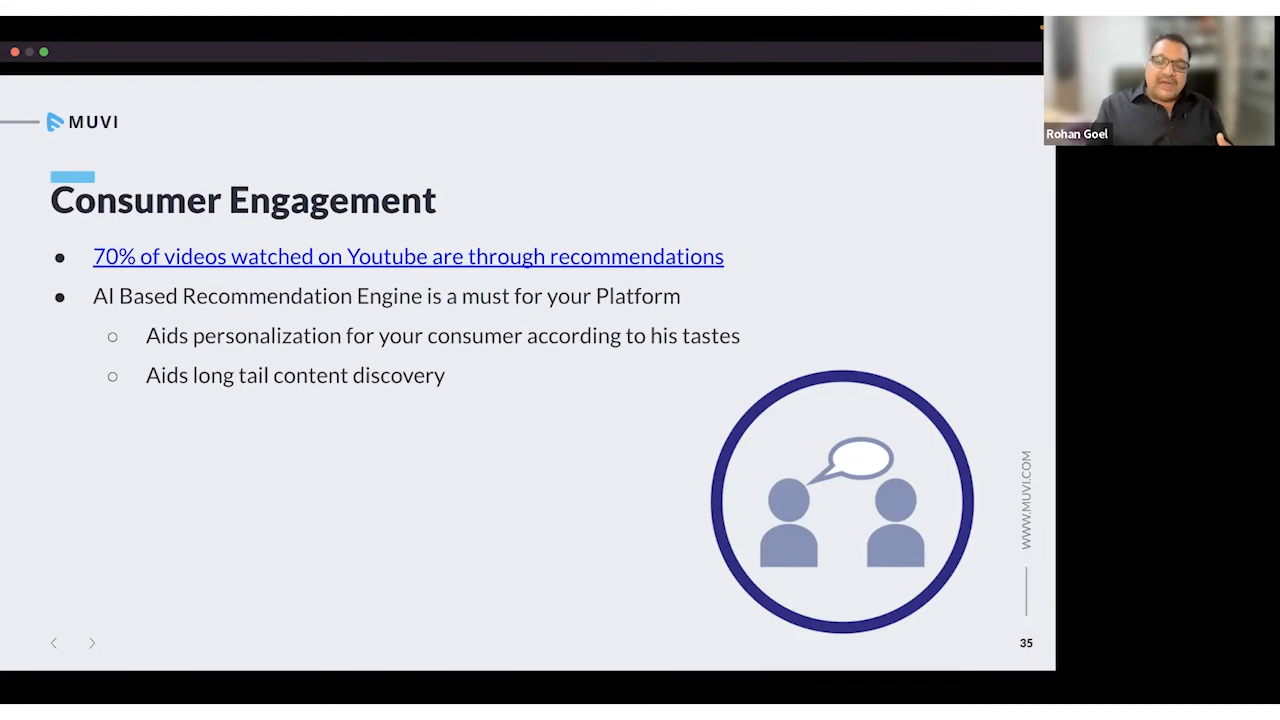 MUVI
Rohan Goel
Consumer Engagement
● 70% of videos watched on Youtube are through recommendations
● AI Based Recommendation Engine is a must for your Platform
○ Aids personalization for your consumer according to his tastes
○ Aids long tail content discovery
WWW.MUVI.COM
35